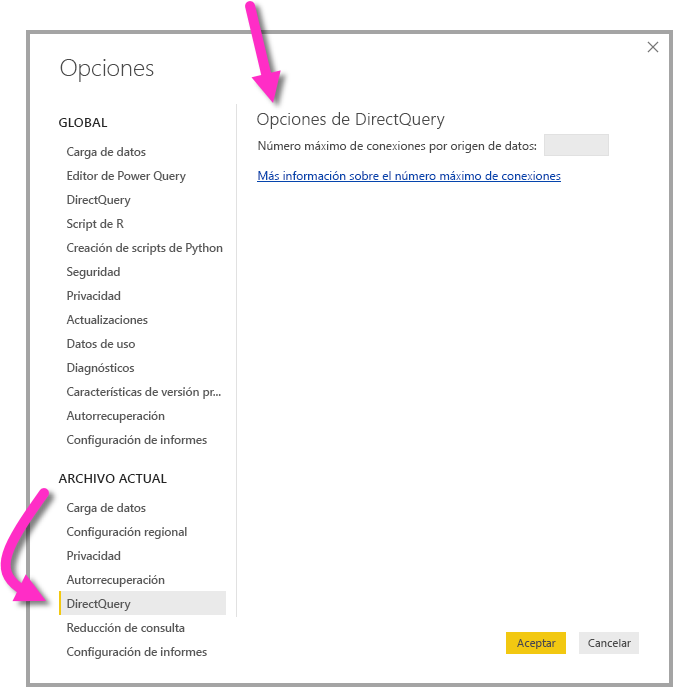 Opciones
GLOBAL
Carga de datos
Editor de Power Query
DirectQuery
Script de R
Creación de scripts de Python
Seguridad
Privacidad
Actualizaciones
Datos de uso
Diagnósticos
Características de versión pr...
Autorrecuperación
Configuración de informes
ARCHIVO ACTUAL
Carga de datos
Configuración regional
Privacidad
Autorrecuperación
DirectQuery
Reducción de consulta
Configuración de informes
Opciones de DirectQuery
Número máximo de conexiones por origen de datos:
Más información sobre el número máximo de conexiones
Aceptar
Cancelar